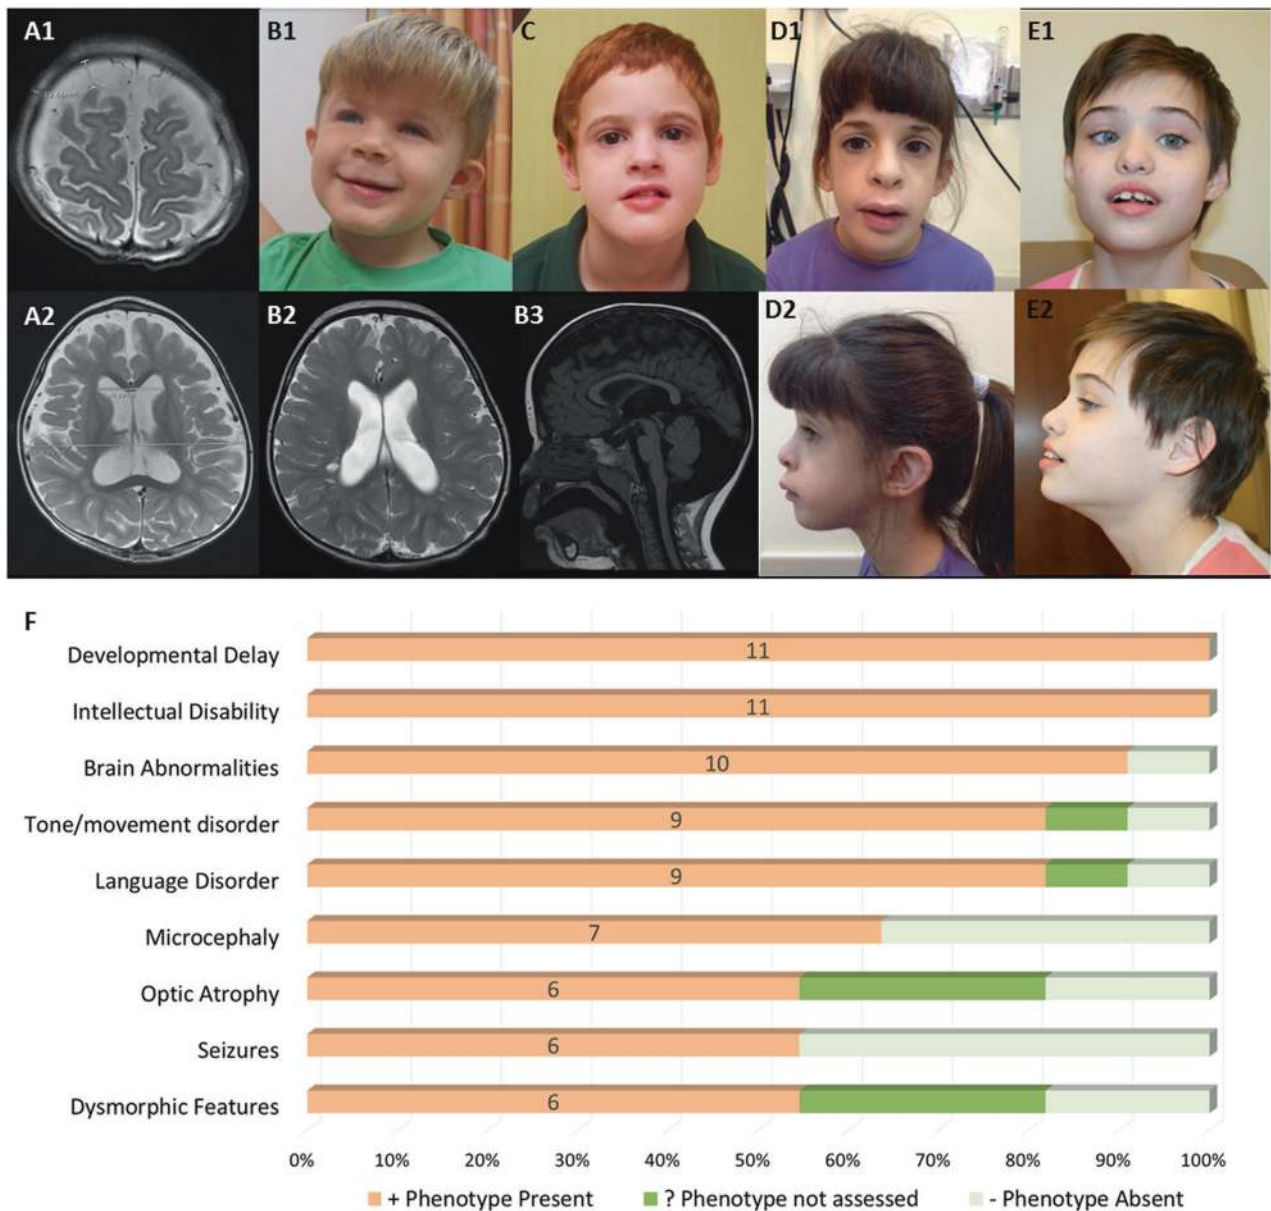 A1
B1
C
D1
E1
A2
B2
B3
D2
E2
F
Developmental Delay
11
Intellectual Disability
11
Brain Abnormalities
10
Tone/movement disorder
9
Language Disorder
9
Microcephaly
7
Optic Atrophy
6
Seizures
6
Dysmorphic Features
6
0% 10% 20% 30% 40% 50% 60% 70% 80% 90% 100%
+ Phenotype Present ? Phenotype not assessed - Phenotype Absent